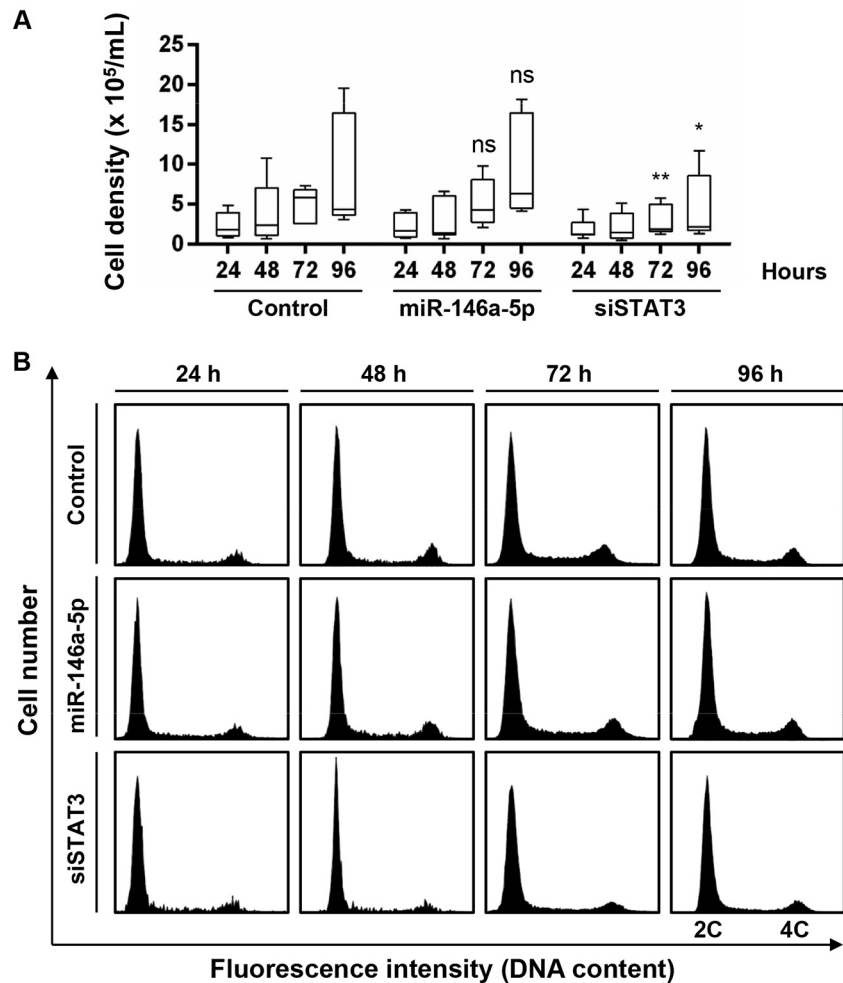 A
Cell density (x 10⁵/mL)
25
20
15
10
5
0
ns
ns
**
*
24 48 72 96 24 48 72 96 24 48 72 96 Hours
Control miR-146a-5p siSTAT3
B
24 h 48 h 72 h 96 h
Cell number
Control
miR-146a-5p
siSTAT3
2C 4C
Fluorescence intensity (DNA content)